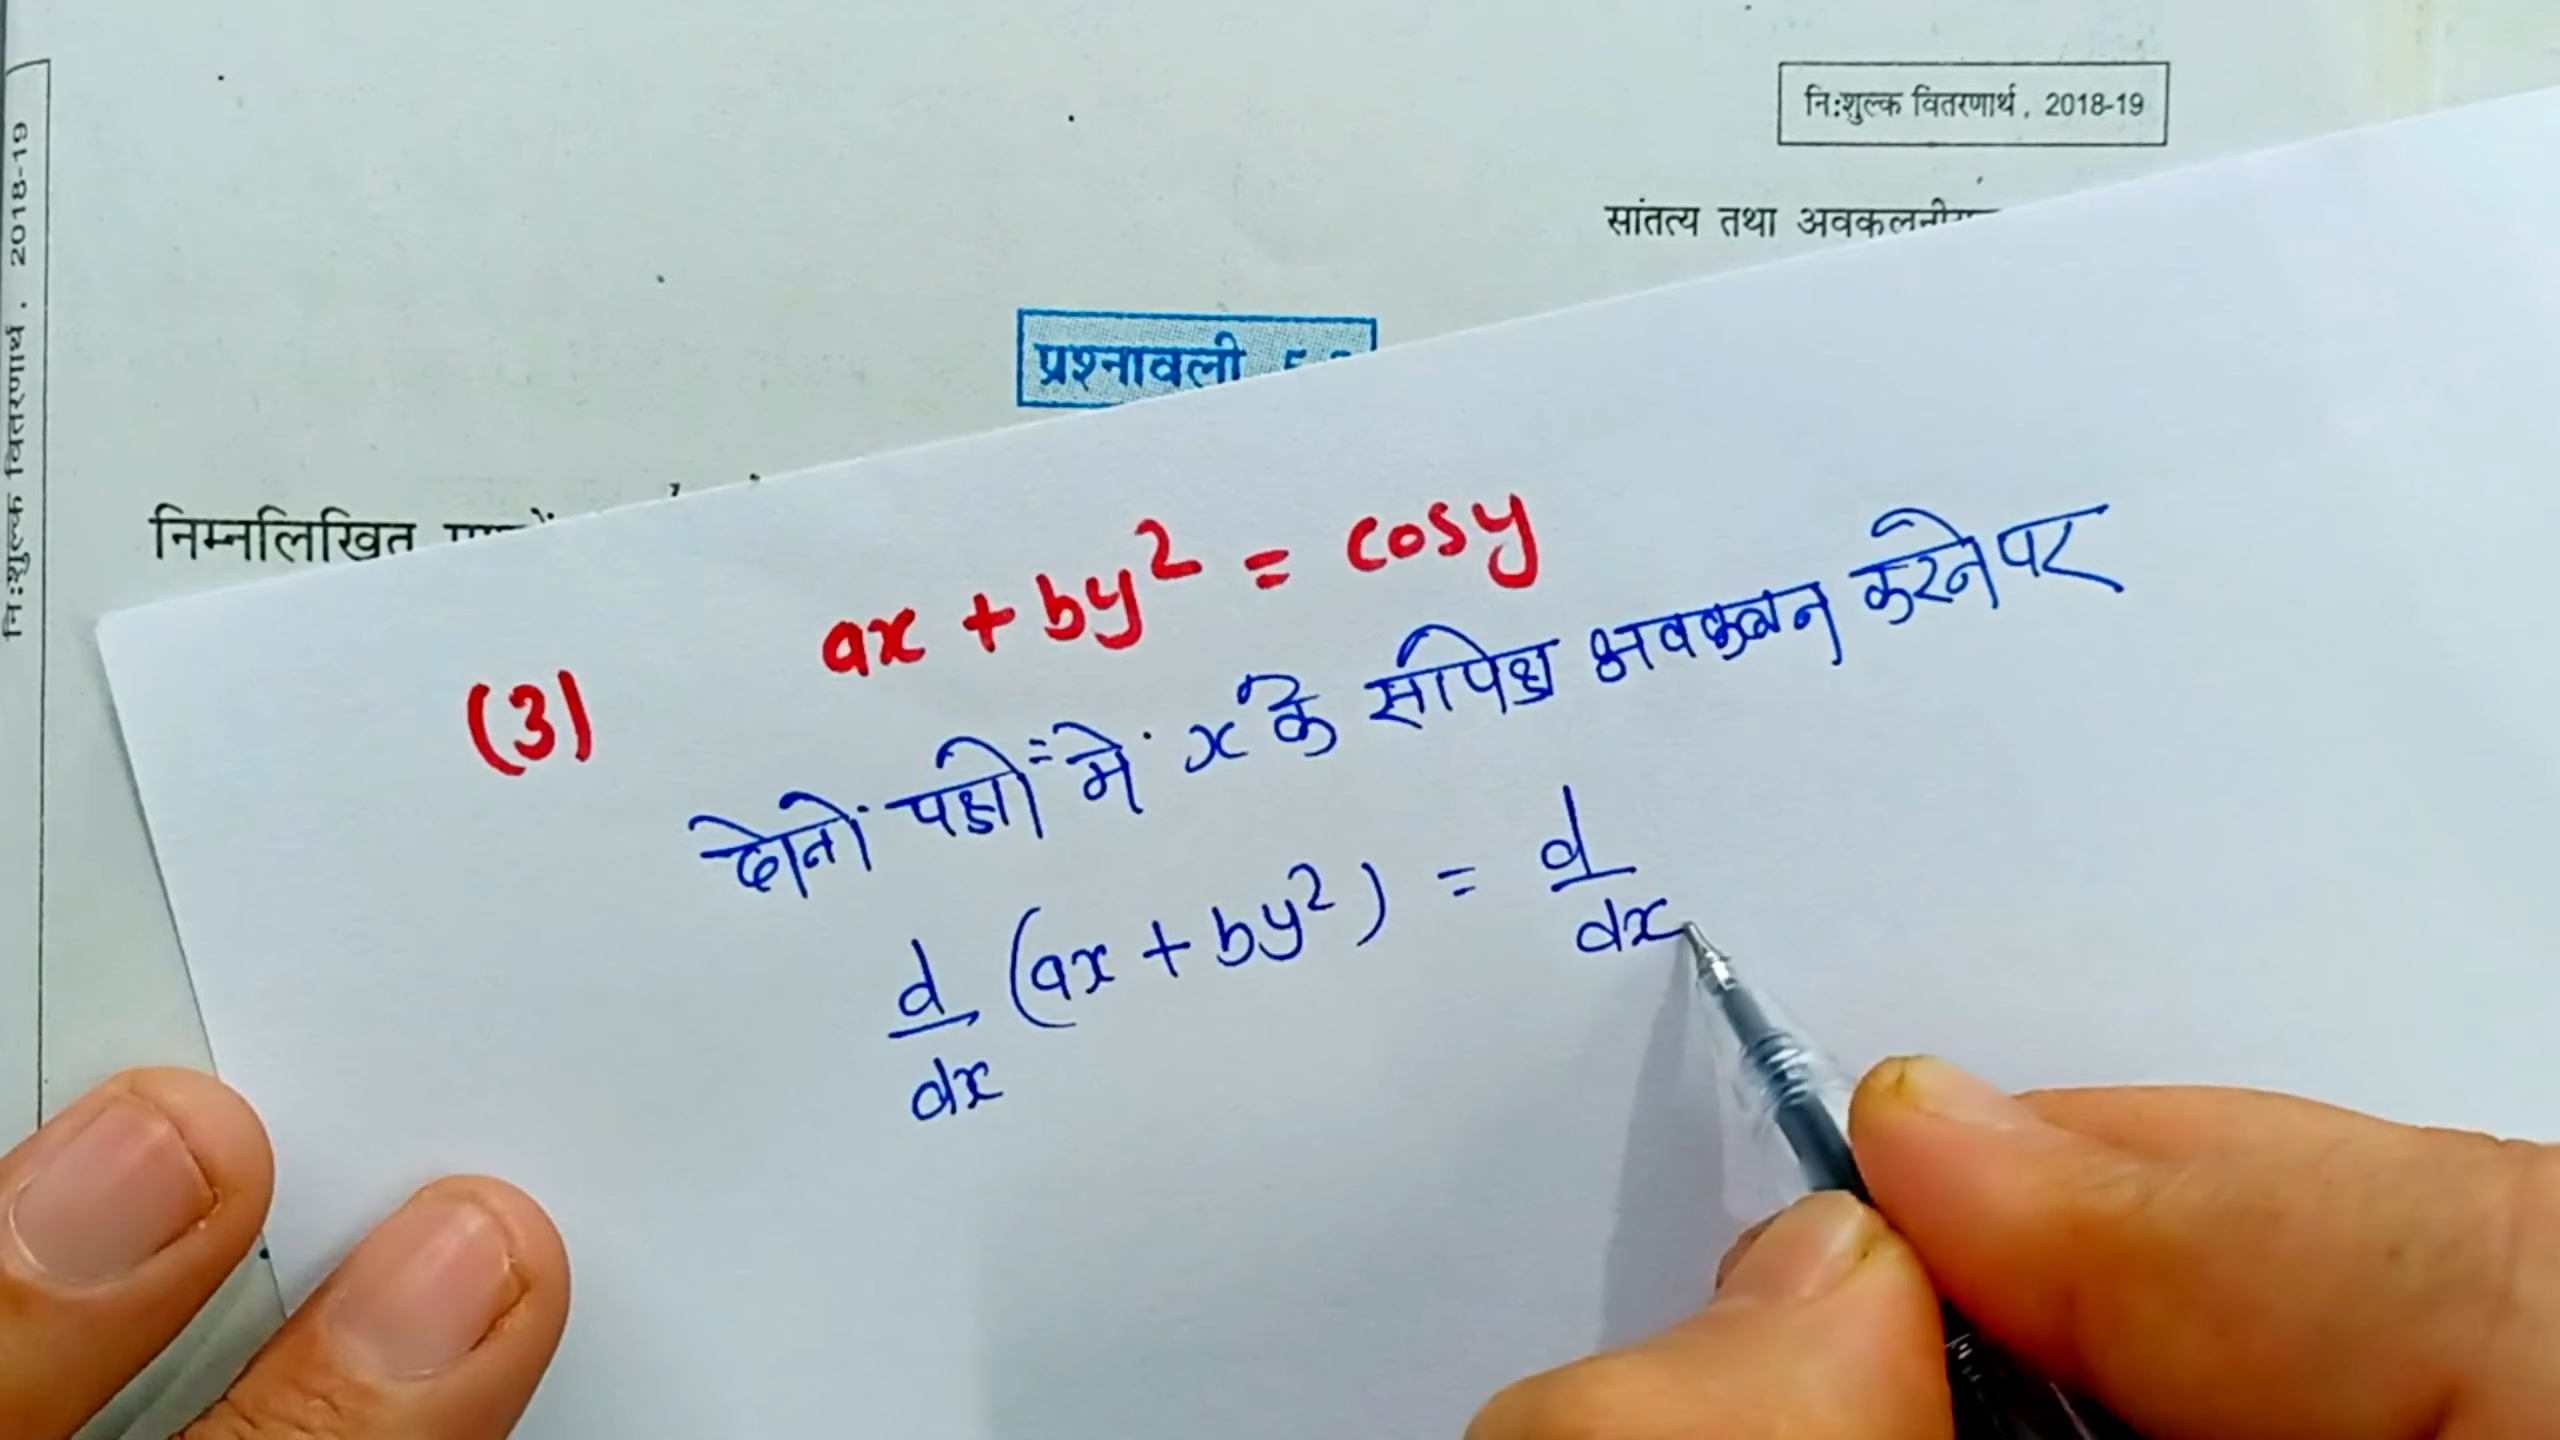 निःशुल्क वितरणार्थ, 2018-19
निःशुल्क वितरणार्थ, 2018-19
सांतत्य तथा
प्रश्नावली
निम्नलिखित
(3) ax + by² = cosy
दोनों पक्षों में x के सापेक्ष अवकलन करने पर
d/dx (ax + by²) = d/dx